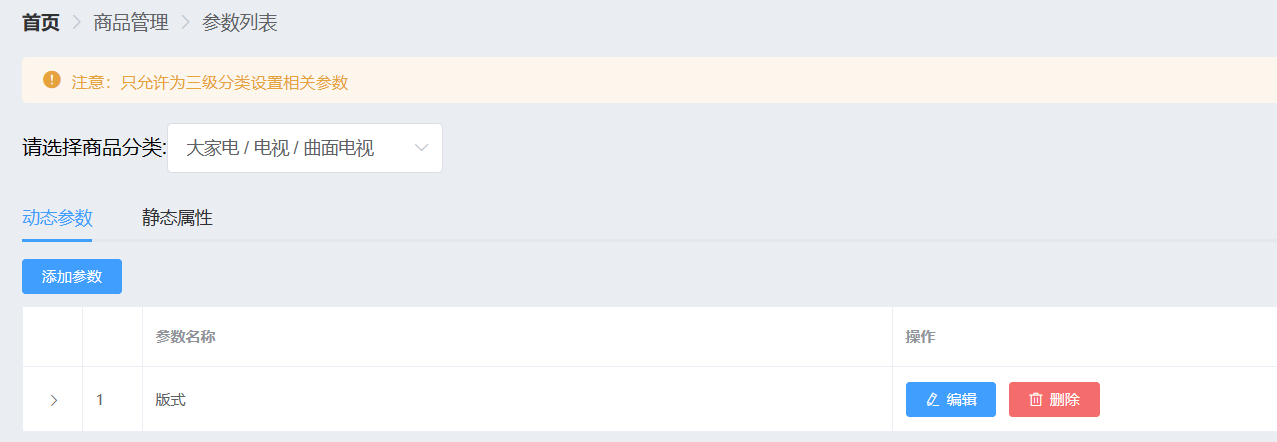 首页 > 商品管理 > 参数列表
注意：只允许为三级分类设置相关参数
请选择商品分类: 大家电 / 电视 / 曲面电视
动态参数 静态属性
添加参数
参数名称 操作
1 版式 编辑 删除